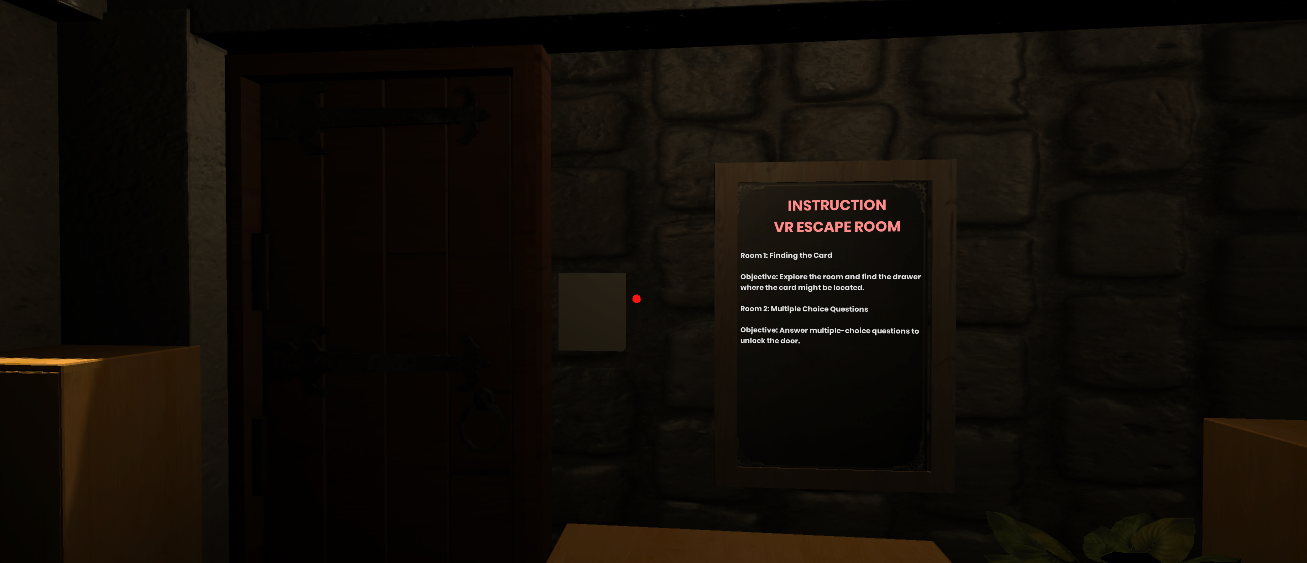 INSTRUCTION
VR ESCAPE ROOM
Room 1: Finding the Card
Objective: Explore the room and find the drawer
where the card might be located.
Room 2: Multiple Choice Questions
Objective: Answer multiple-choice questions to
unlock the door.